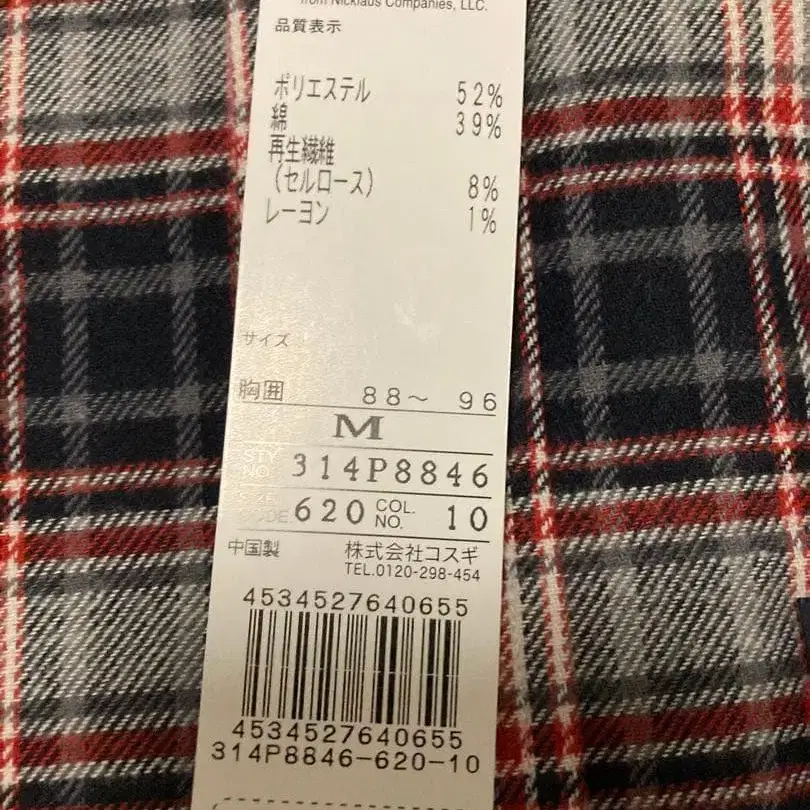 from Nicklaus Companies, LLC.
品質表示
ポリエステル 52%
綿 39%
再生繊維
(セルロース) 8%
レーヨン 1%
サイズ
胸囲 88〜 96
M
STY NO. 314P8846
CODE 620 COL. NO. 10
中国製 株式会社コスギ
TEL.0120-298-454
4534527640655
4534527640655
314P8846-620-10